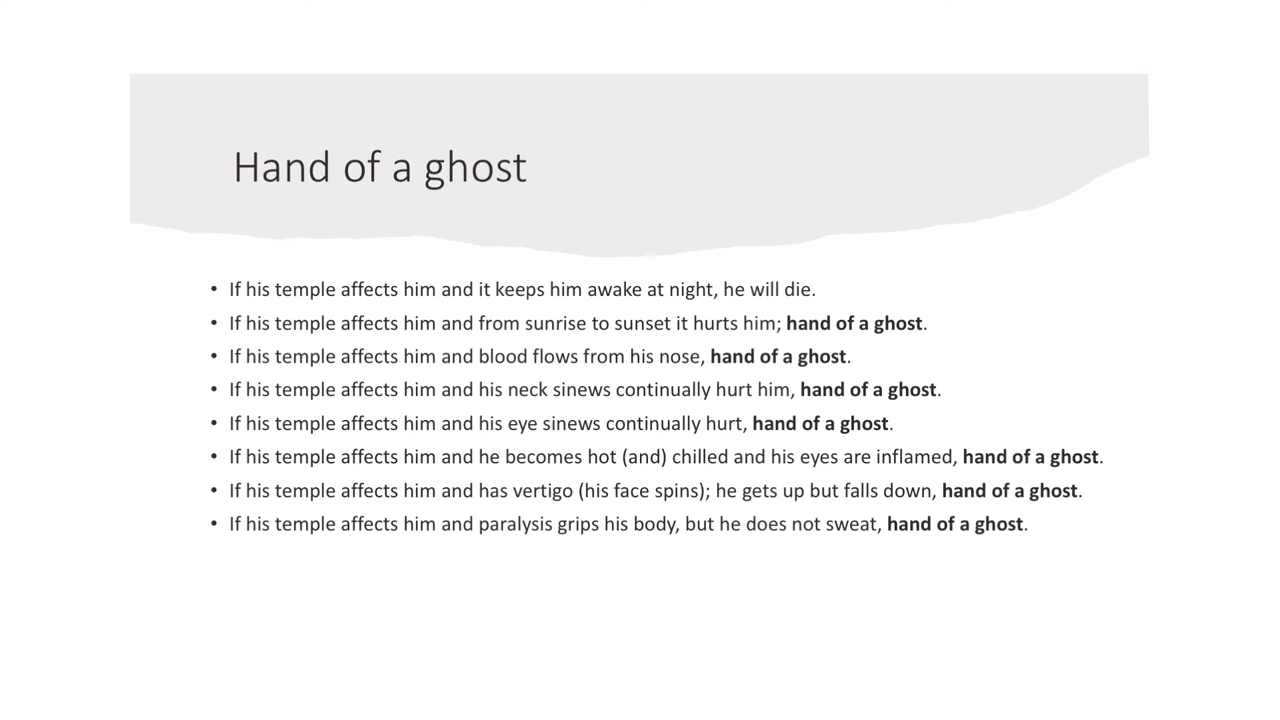 Hand of a ghost
• If his temple affects him and it keeps him awake at night, he will die.
• If his temple affects him and from sunrise to sunset it hurts him; hand of a ghost.
• If his temple affects him and blood flows from his nose, hand of a ghost.
• If his temple affects him and his neck sinews continually hurt him, hand of a ghost.
• If his temple affects him and his eye sinews continually hurt, hand of a ghost.
• If his temple affects him and he becomes hot (and) chilled and his eyes are inflamed, hand of a ghost.
• If his temple affects him and has vertigo (his face spins); he gets up but falls down, hand of a ghost.
• If his temple affects him and paralysis grips his body, but he does not sweat, hand of a ghost.